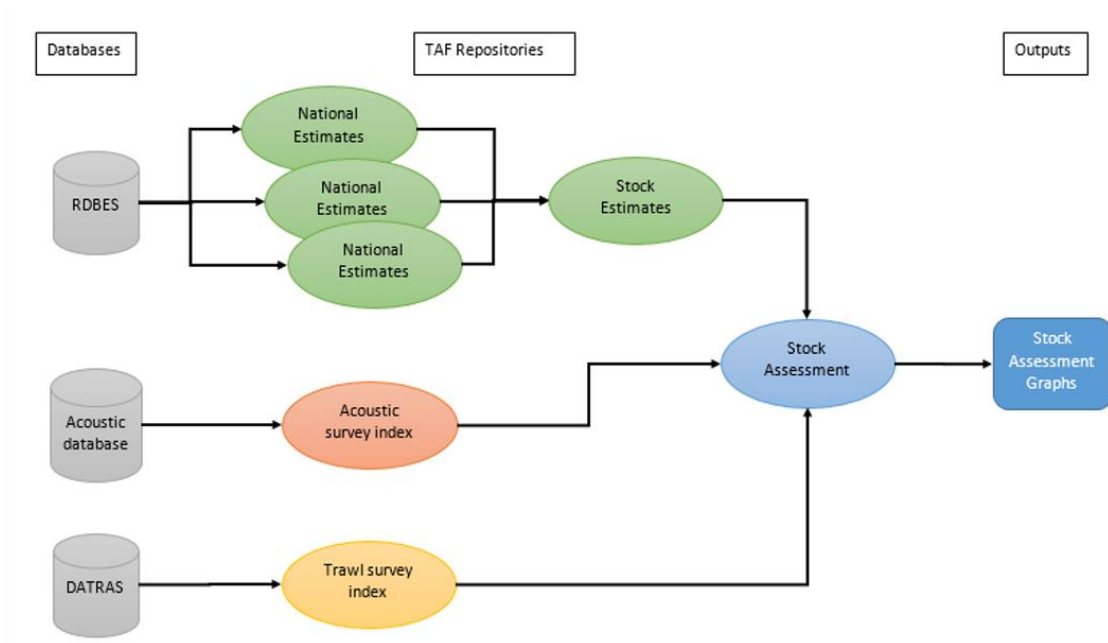 Databases
TAF Repositories
Outputs
National
Estimates
National
Estimates
National
Estimates
RDBES
Stock
Estimates
Stock
Assessment
Stock
Assessment
Graphs
Acoustic
database
Acoustic
survey index
DATRAS
Trawl survey
index